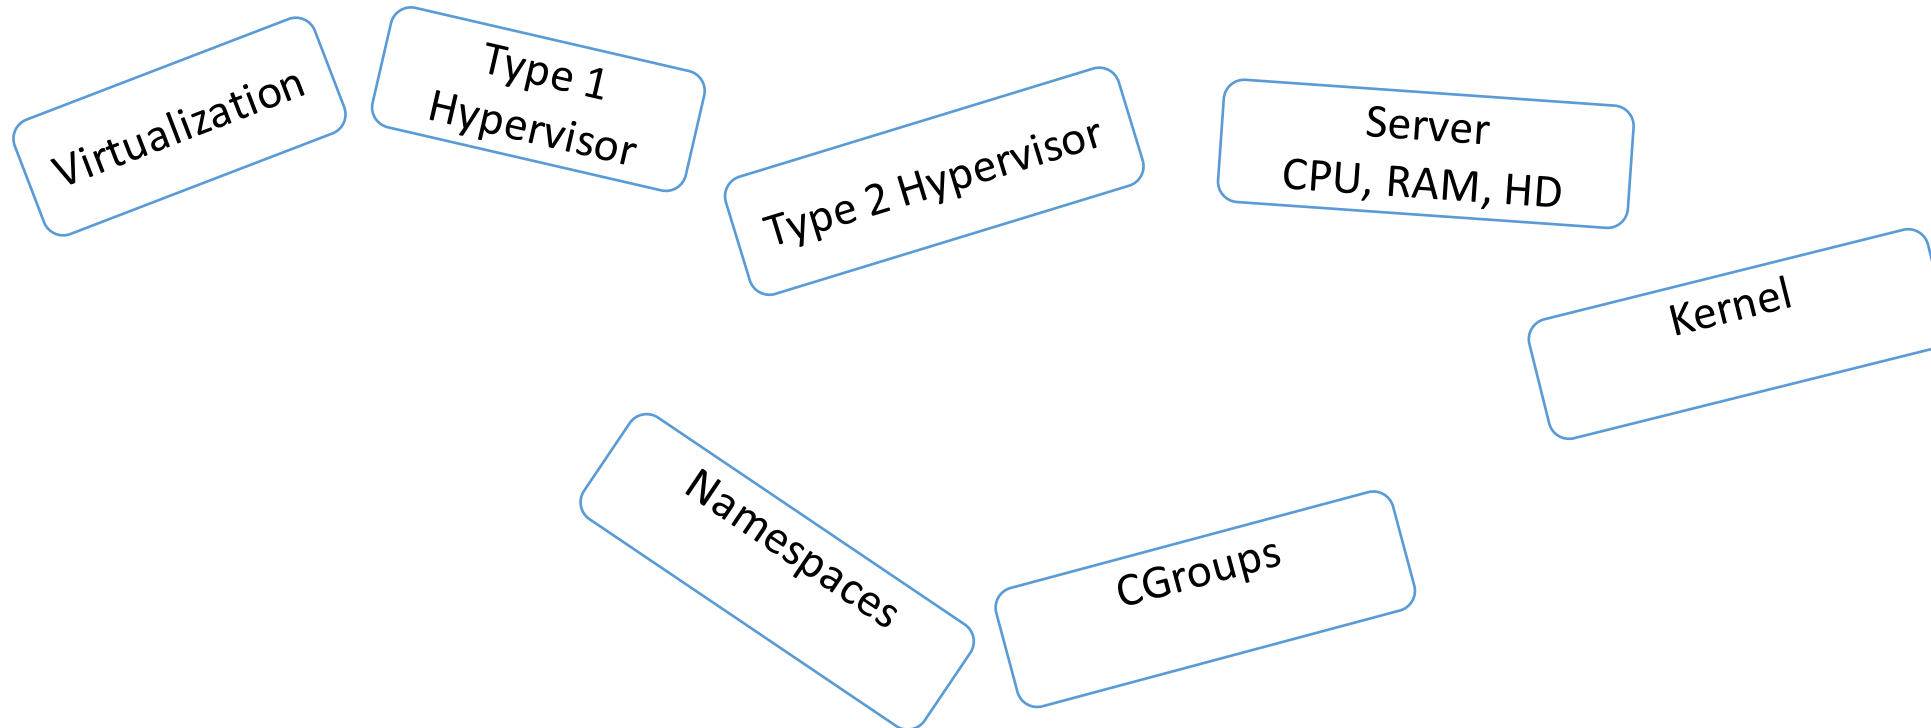 Virtualization
Type 1
Hypervisor
Type 2 Hypervisor
Server
CPU, RAM, HD
Kernel
Namespaces
CGroups